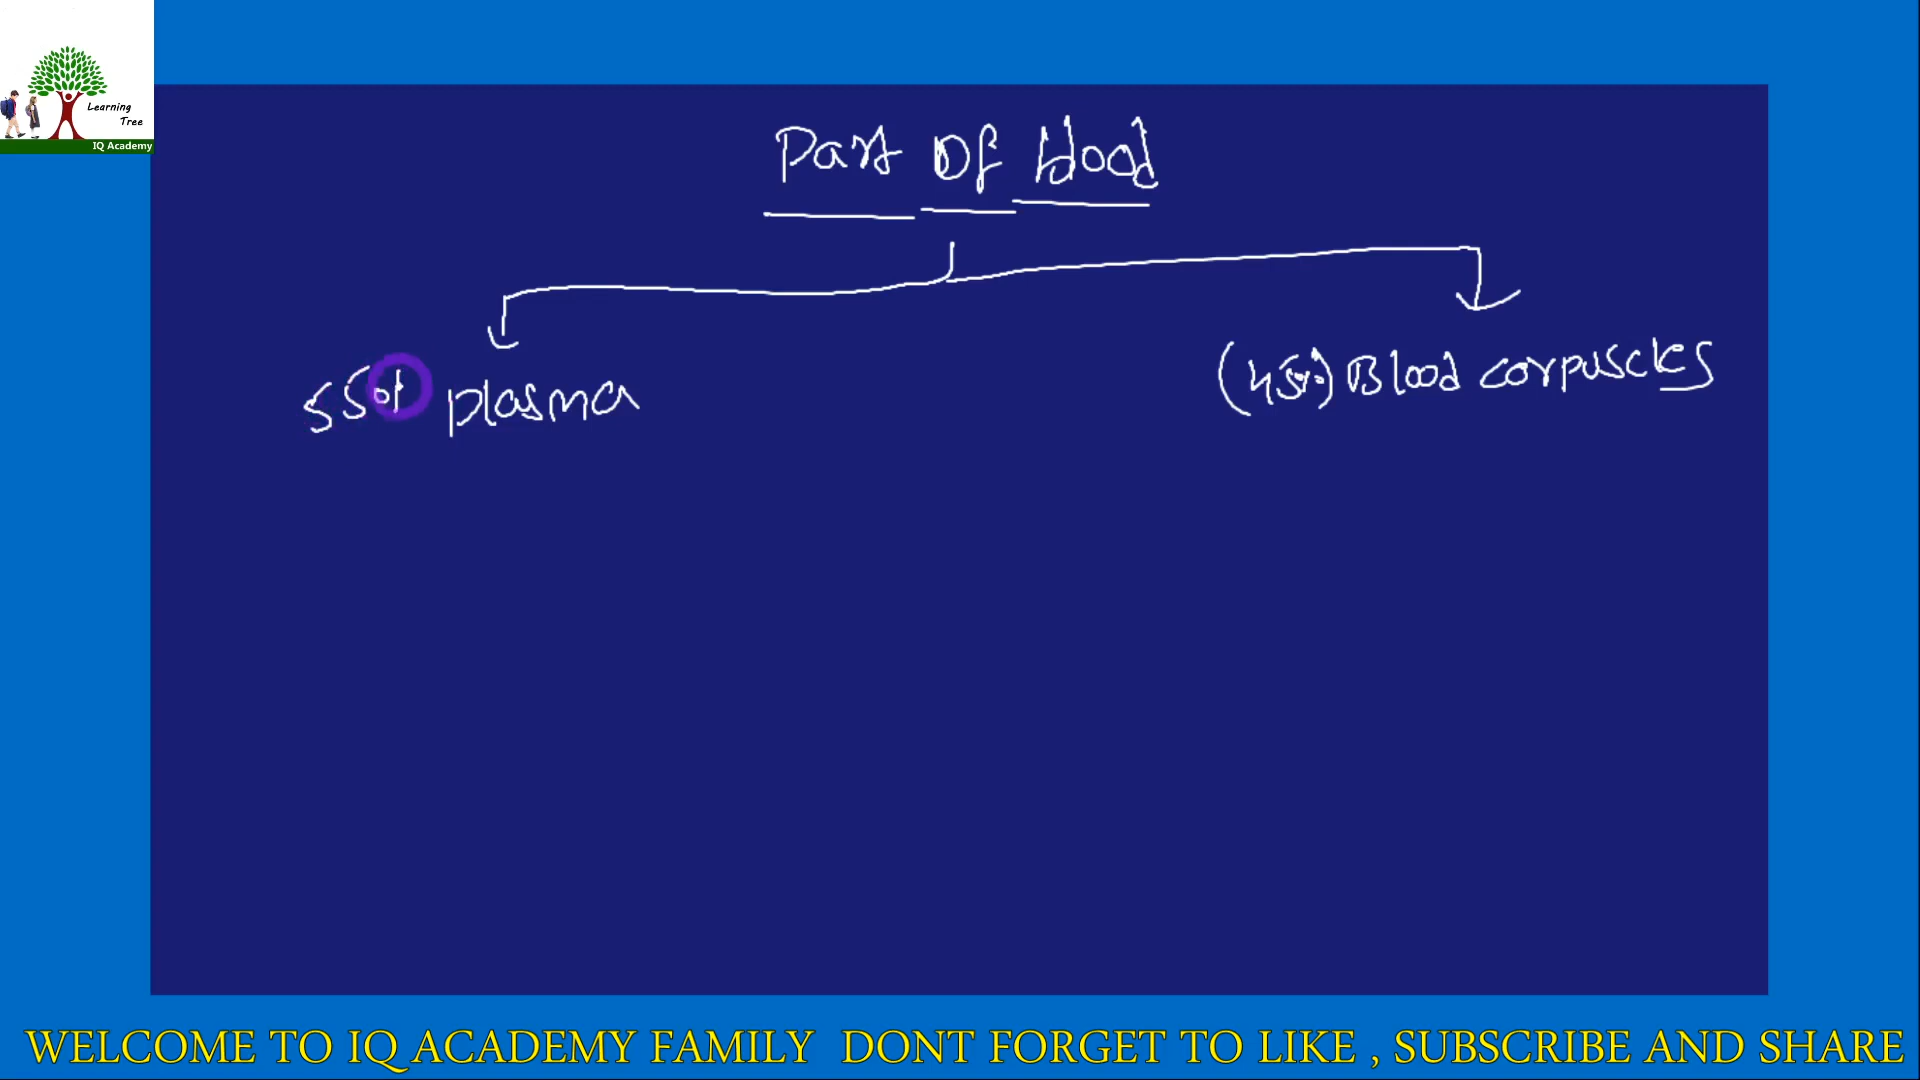 Learning
Tree
IQ Academy
Part Of blood
55% plasma
(45%) Blood corpuscles
WELCOME TO IQ ACADEMY FAMILY DONT FORGET TO LIKE , SUBSCRIBE AND SHARE